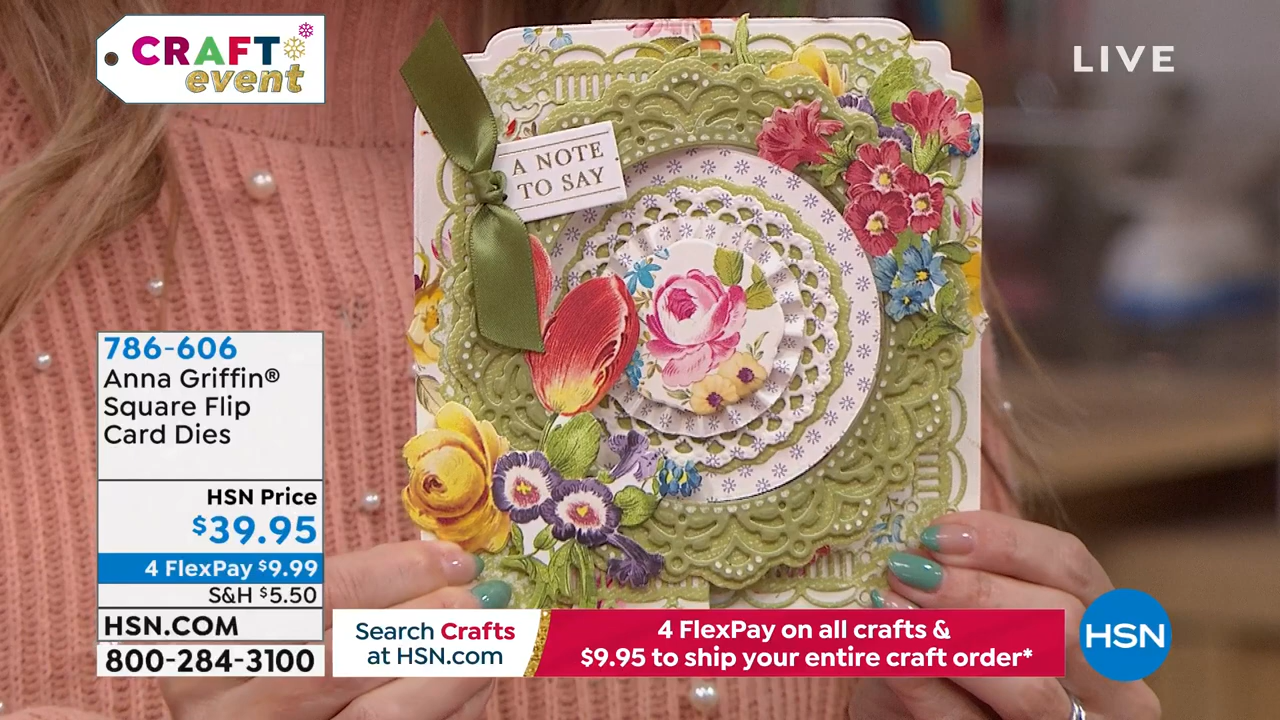 CRAFT
event
LIVE
A NOTE
TO SAY
786-606
Anna Griffin®
Square Flip
Card Dies
HSN Price
$39.95
4 FlexPay $9.99
S&H $5.50
HSN.COM
800-284-3100
Search Crafts
at HSN.com
4 FlexPay on all crafts &
$9.95 to ship your entire craft order*
HSN